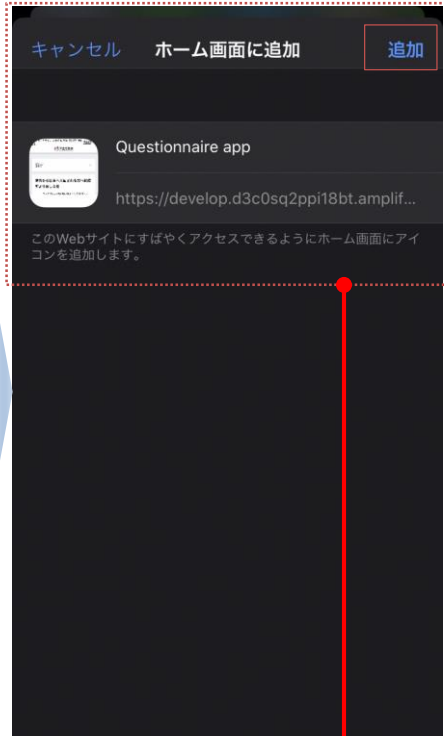 キャンセル ホーム画面に追加 追加
Questionnaire app
https://develop.d3c0sq2ppi18bt.amplif...
このWebサイトにすばやくアクセスできるようにホーム画面にアイ
コンを追加します。